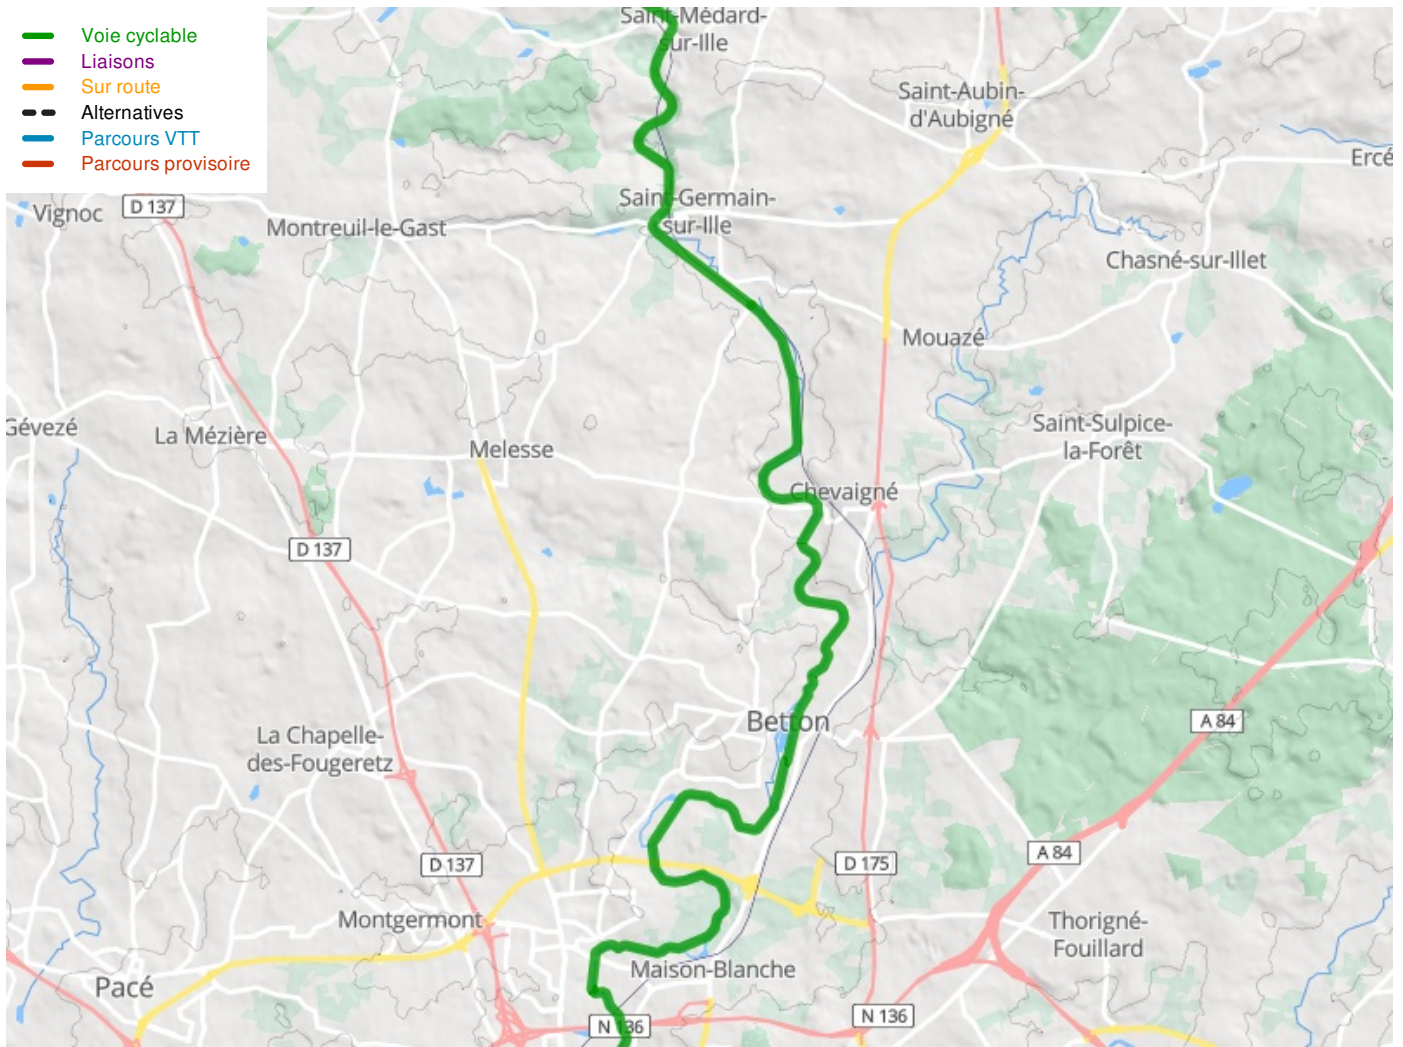 Voie cyclable
Liaisons
Sur route
Alternatives
Parcours VTT
Parcours provisoire
Saint-Médard-
sur-Ille
Saint-Aubin-
d'Aubigné
Ercé
Vignoc
D 137
Saint-Germain-
sur-Ille
Montreuil-le-Gast
Chasné-sur-Illet
Mouazé
Gévezé
La Mézière
Melesse
Saint-Sulpice-
la-Forêt
Chevaigné
D 137
Betton
A 84
La Chapelle-
des-Fougeretz
D 137
D 175
A 84
Montgermont
Thorigné-
Fouillard
Maison-Blanche
Pacé
N 136
N 136